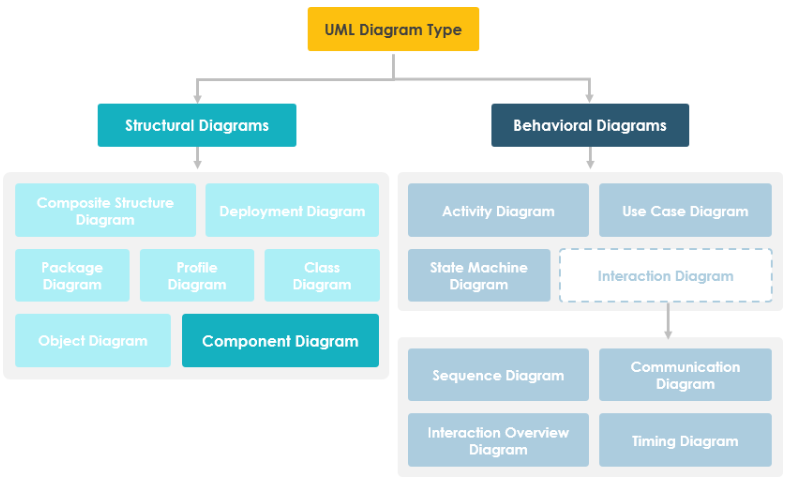 UML Diagram Type
Structural Diagrams
Behavioral Diagrams
Composite Structure
Diagram
Deployment Diagram
Package
Diagram
Profile
Diagram
Class
Diagram
Object Diagram
Component Diagram
Activity Diagram
Use Case Diagram
State Machine
Diagram
Interaction Diagram
Sequence Diagram
Communication
Diagram
Interaction Overview
Diagram
Timing Diagram